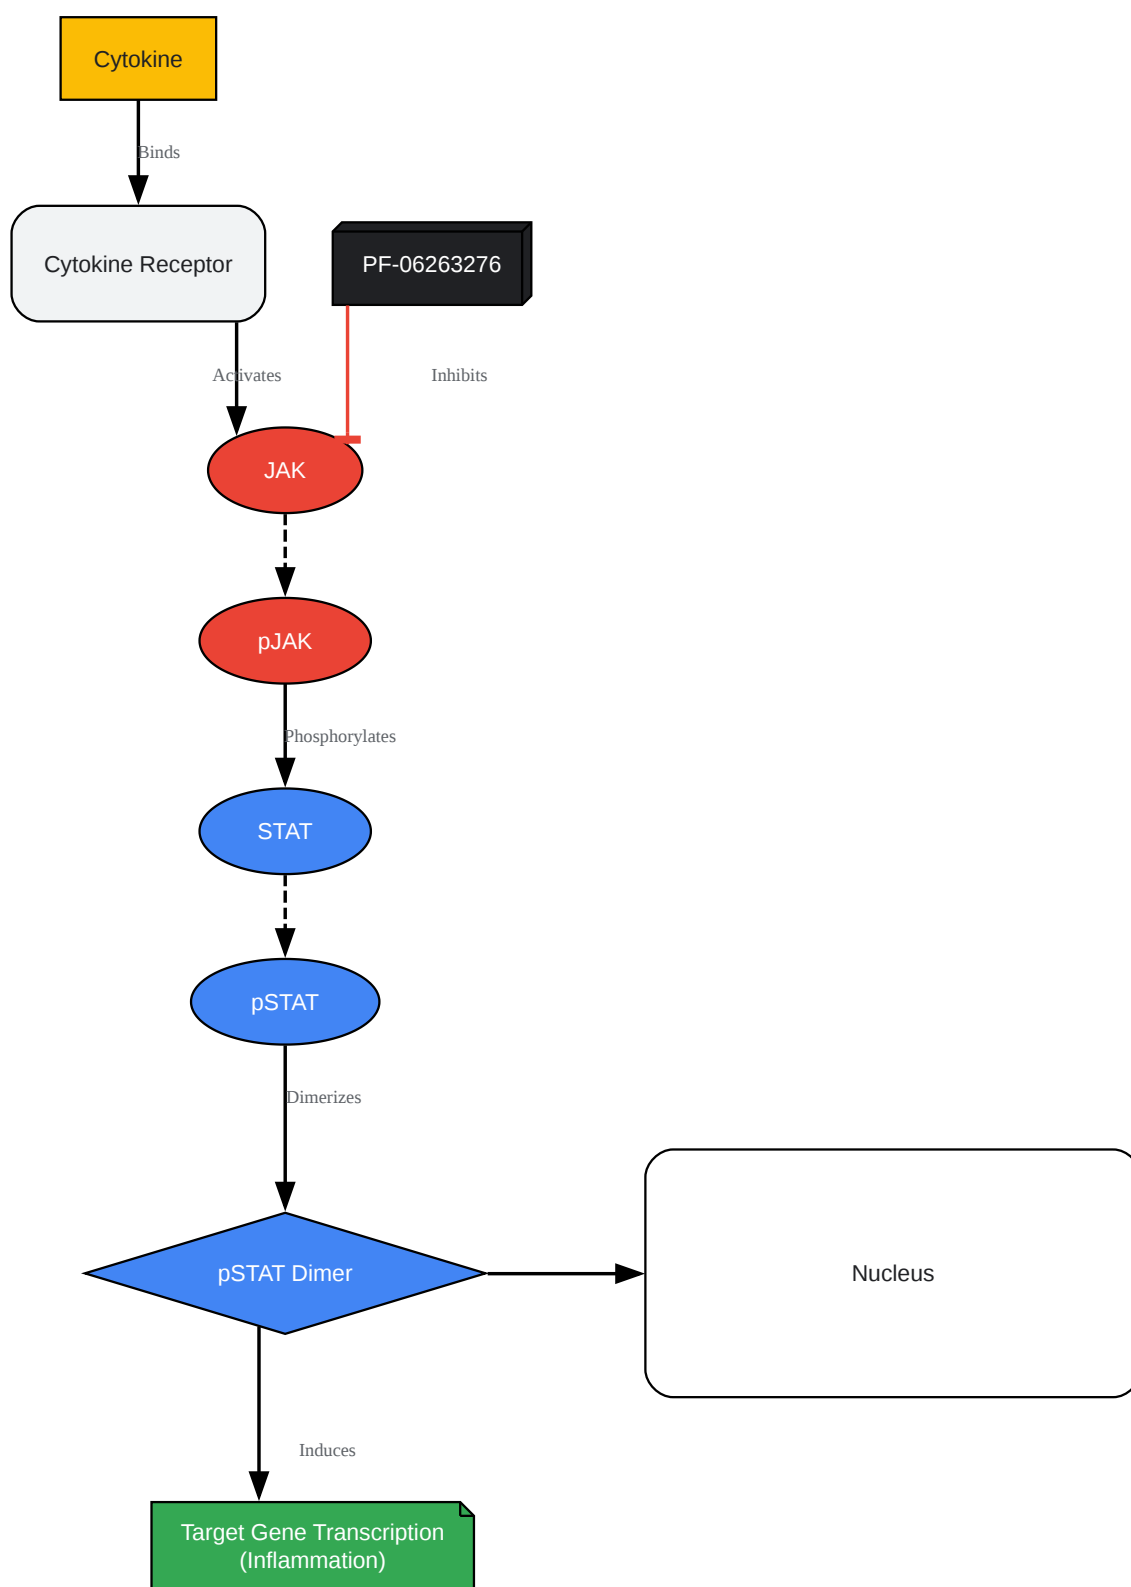 Cytokine
Binds
Cytokine Receptor
PF-06263276
Activates
Inhibits
JAK
pJAK
Phosphorylates
STAT
pSTAT
Dimerizes
pSTAT Dimer
Nucleus
Induces
Target Gene Transcription
(Inflammation)